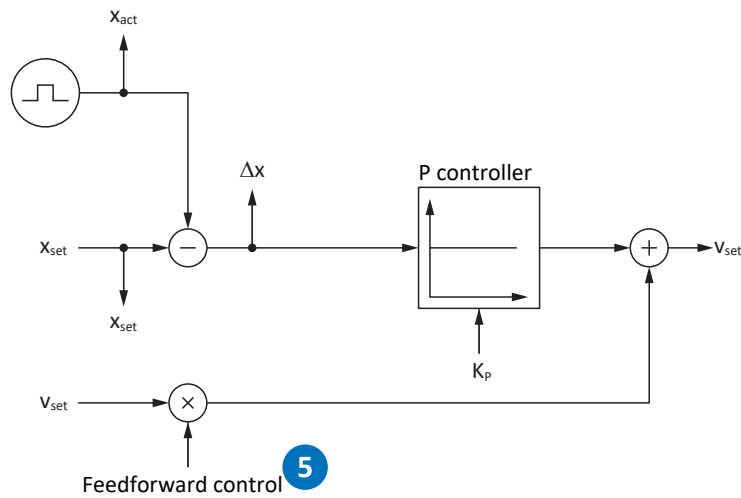 xact
Δx
P controller
xset
vset
xset
KP
vset
Feedforward control
5